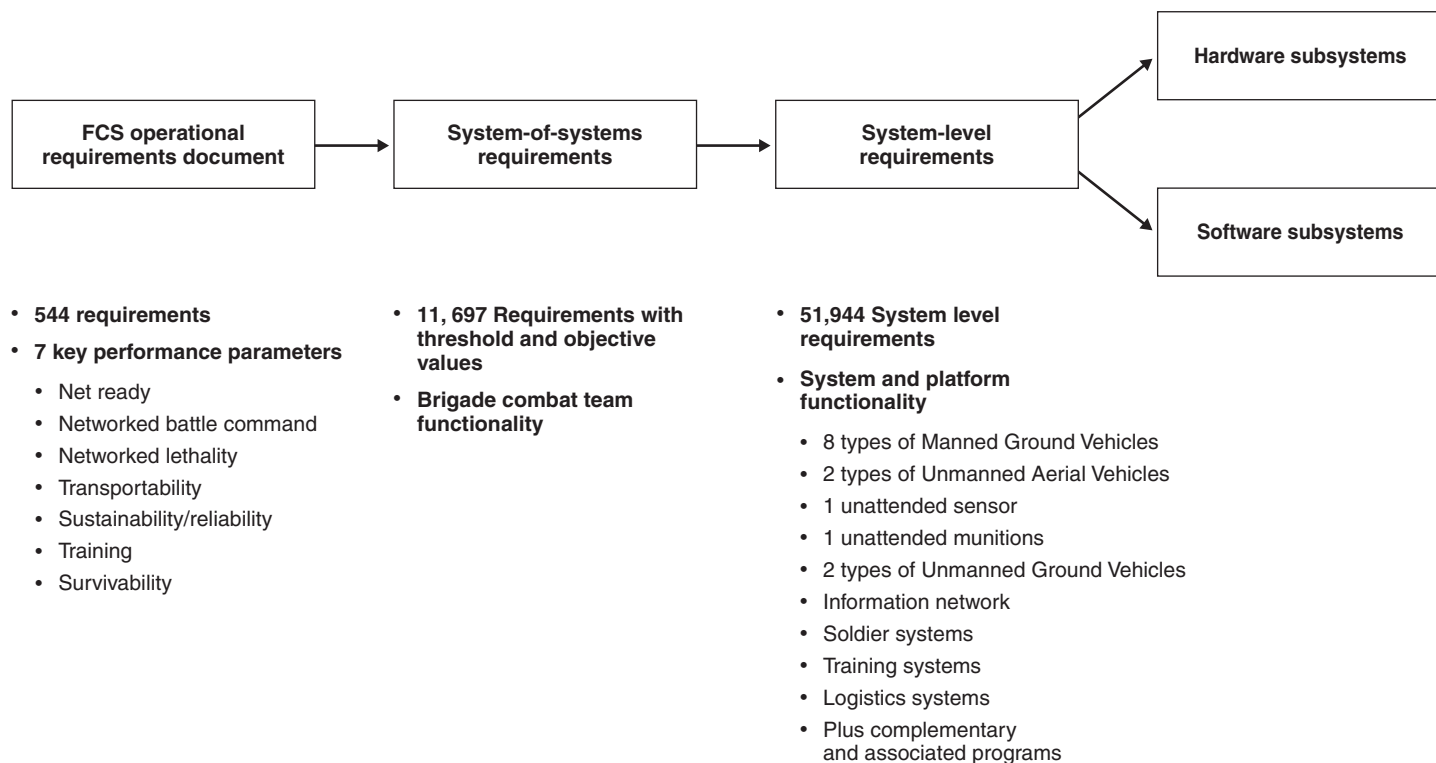 Hardware subsystems
FCS operational
requirements document
System-of-systems
requirements
System-level
requirements
Software subsystems
• 544 requirements
• 7 key performance parameters
• Net ready
• Networked battle command
• Networked lethality
• Transportability
• Sustainability/reliability
• Training
• Survivability
• 11, 697 Requirements with
threshold and objective
values
• Brigade combat team
functionality
• 51,944 System level
requirements
• System and platform
functionality
• 8 types of Manned Ground Vehicles
• 2 types of Unmanned Aerial Vehicles
• 1 unattended sensor
• 1 unattended munitions
• 2 types of Unmanned Ground Vehicles
• Information network
• Soldier systems
• Training systems
• Logistics systems
• Plus complementary
and associated programs